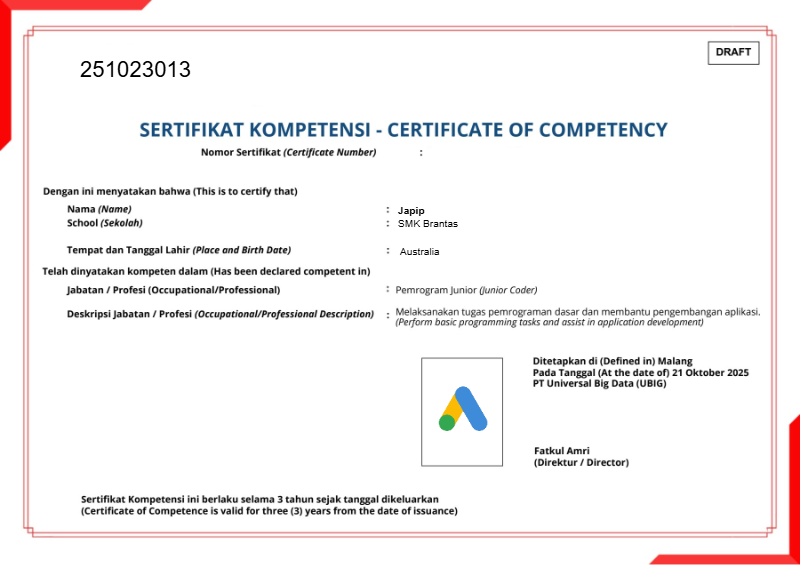 DRAFT
251023013
SERTIFIKAT KOMPETENSI - CERTIFICATE OF COMPETENCY
Nomor Sertifikat (Certificate Number) :
Dengan ini menyatakan bahwa (This is to certify that)
Nama (Name) : Japip
School (Sekolah) : SMK Brantas
Tempat dan Tanggal Lahir (Place and Birth Date) : Australia
Telah dinyatakan kompeten dalam (Has been declared competent in)
Jabatan / Profesi (Occupational/Professional) : Pemrogram Junior (Junior Coder)
Deskripsi Jabatan / Profesi (Occupational/Professional Description) : Melaksanakan tugas pemrograman dasar dan membantu pengembangan aplikasi.
(Perform basic programming tasks and assist in application development)
Ditetapkan di (Defined in) Malang
Pada Tanggal (At the date of) 21 Oktober 2025
PT Universal Big Data (UBIG)
Fatkul Amri
(Direktur / Director)
Sertifikat Kompetensi ini berlaku selama 3 tahun sejak tanggal dikeluarkan
(Certificate of Competence is valid for three (3) years from the date of issuance)